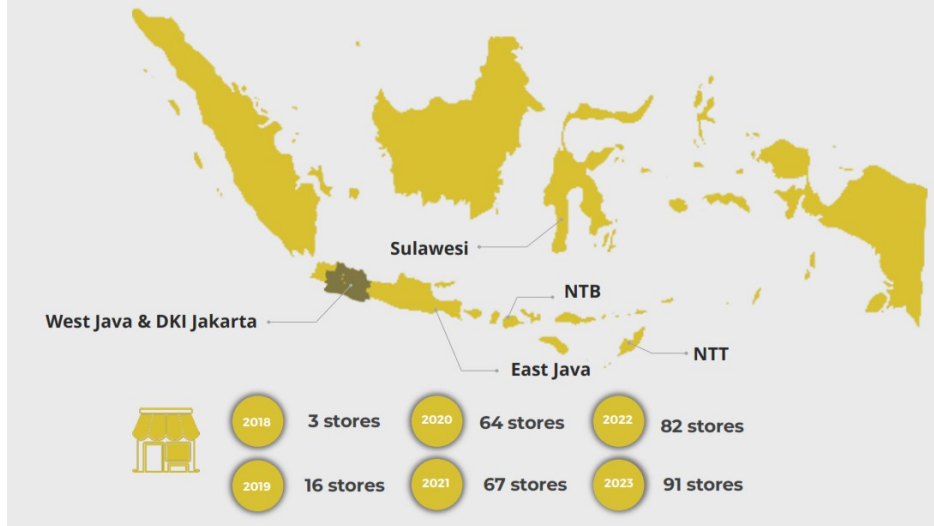 Sulawesi
NTB
West Java & DKI Jakarta
NTT
East Java
2018 3 stores 2020 64 stores 2022 82 stores
2019 16 stores 2021 67 stores 2023 91 stores